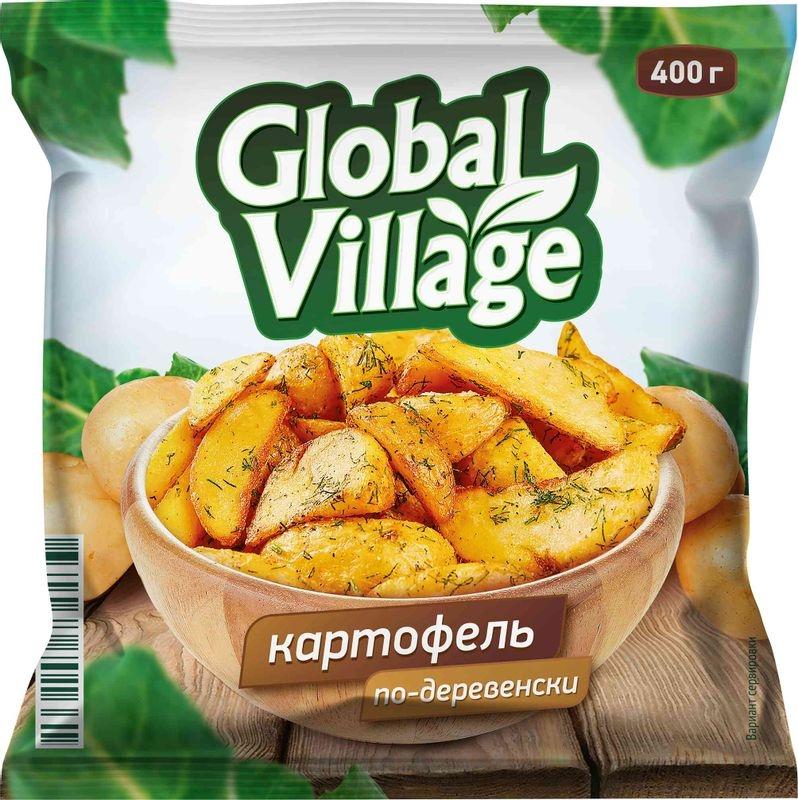 400 г
Global
Village
картофель
по-деревенски
Вариант сервировки